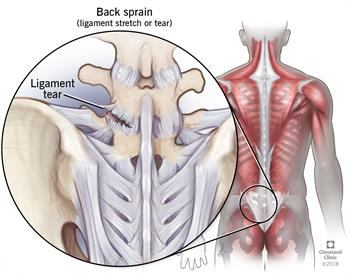 Back sprain
(ligament stretch or tear)
Ligament
tear
Cleveland
Clinic
©2018